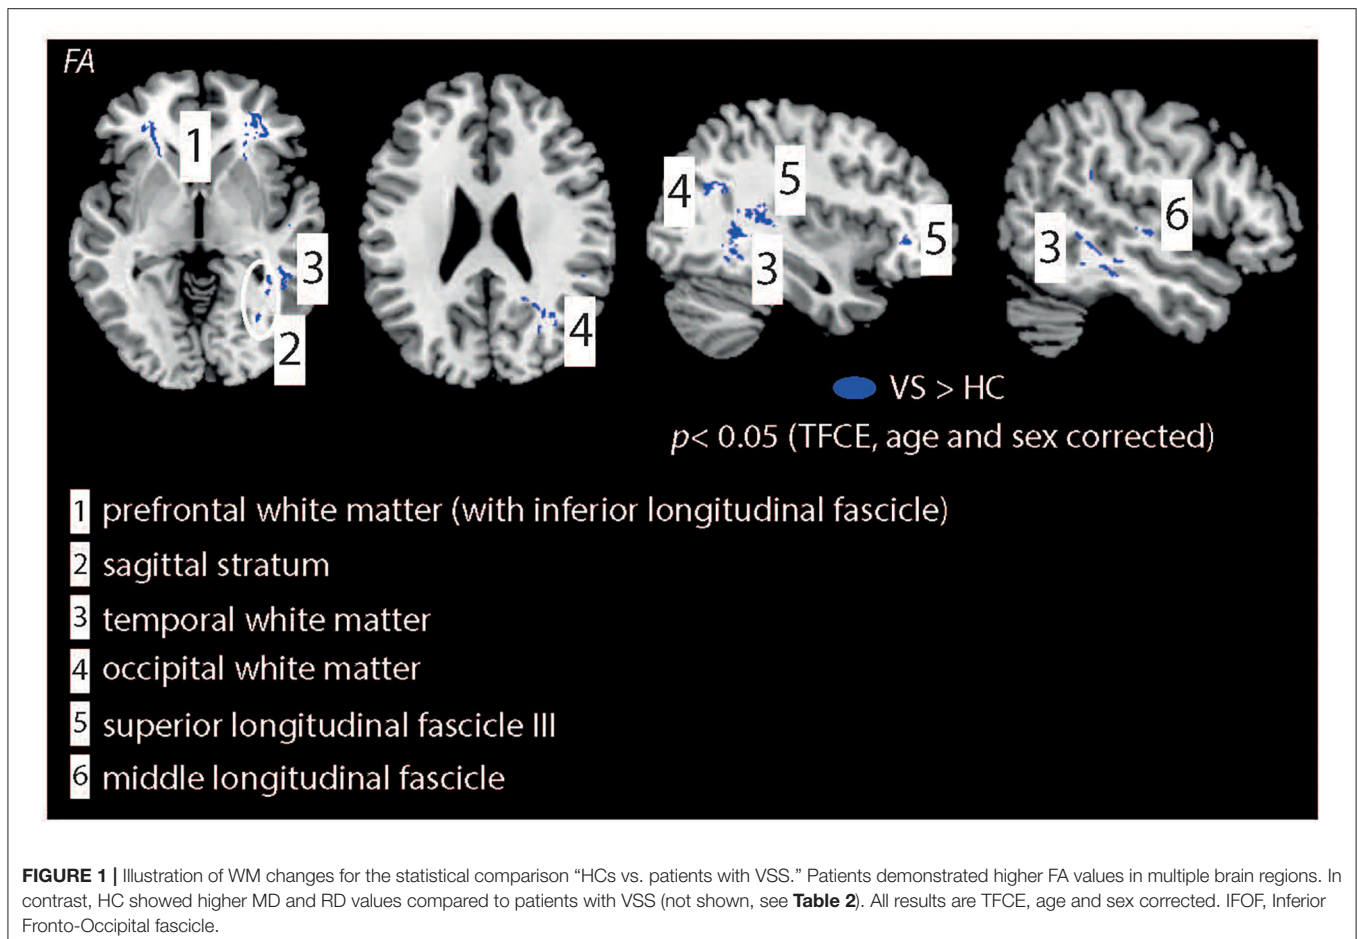 FA
1
3
2
4
4
5
3
5
3
6
VS > HC
p< 0.05 (TFCE, age and sex corrected)
1 prefrontal white matter (with inferior longitudinal fascicle)
2 sagittal stratum
3 temporal white matter
4 occipital white matter
5 superior longitudinal fascicle III
6 middle longitudinal fascicle
FIGURE 1 | Illustration of WM changes for the statistical comparison “HCs vs. patients with VSS.” Patients demonstrated higher FA values in multiple brain regions. In
contrast, HC showed higher MD and RD values compared to patients with VSS (not shown, see Table 2). All results are TFCE, age and sex corrected. IFOF, Inferior
Fronto-Occipital fascicle.